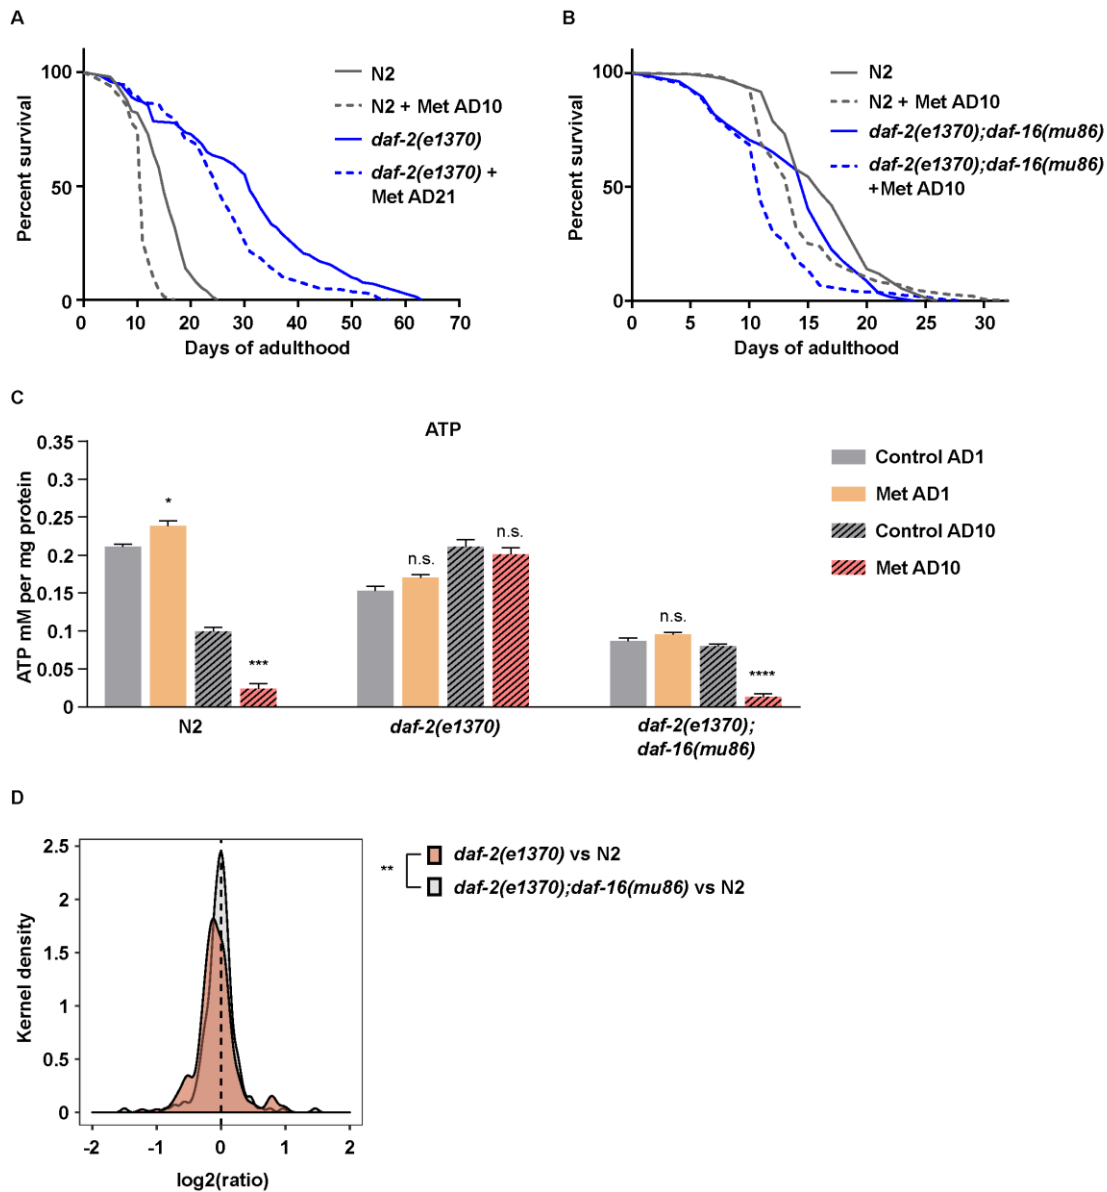 A
Percent survival
100
50
0
0 10 20 30 40 50 60 70
Days of adulthood
N2
N2 + Met AD10
daf-2(e1370)
daf-2(e1370) +
Met AD21
B
Percent survival
100
50
0
0 5 10 15 20 25 30
Days of adulthood
N2
N2 + Met AD10
daf-2(e1370);daf-16(mu86)
daf-2(e1370);daf-16(mu86)
+Met AD10
C
ATP
ATP mM per mg protein
0.35
0.3
0.25
0.2
0.15
0.1
0.05
0
*
***
n.s.
n.s.
n.s.
****
N2
daf-2(e1370)
daf-2(e1370);
daf-16(mu86)
Control AD1
Met AD1
Control AD10
Met AD10
D
Kernel density
2.5
2
1.5
1
0.5
0
-2 -1 0 1 2
log2(ratio)
**
daf-2(e1370) vs N2
daf-2(e1370);daf-16(mu86) vs N2